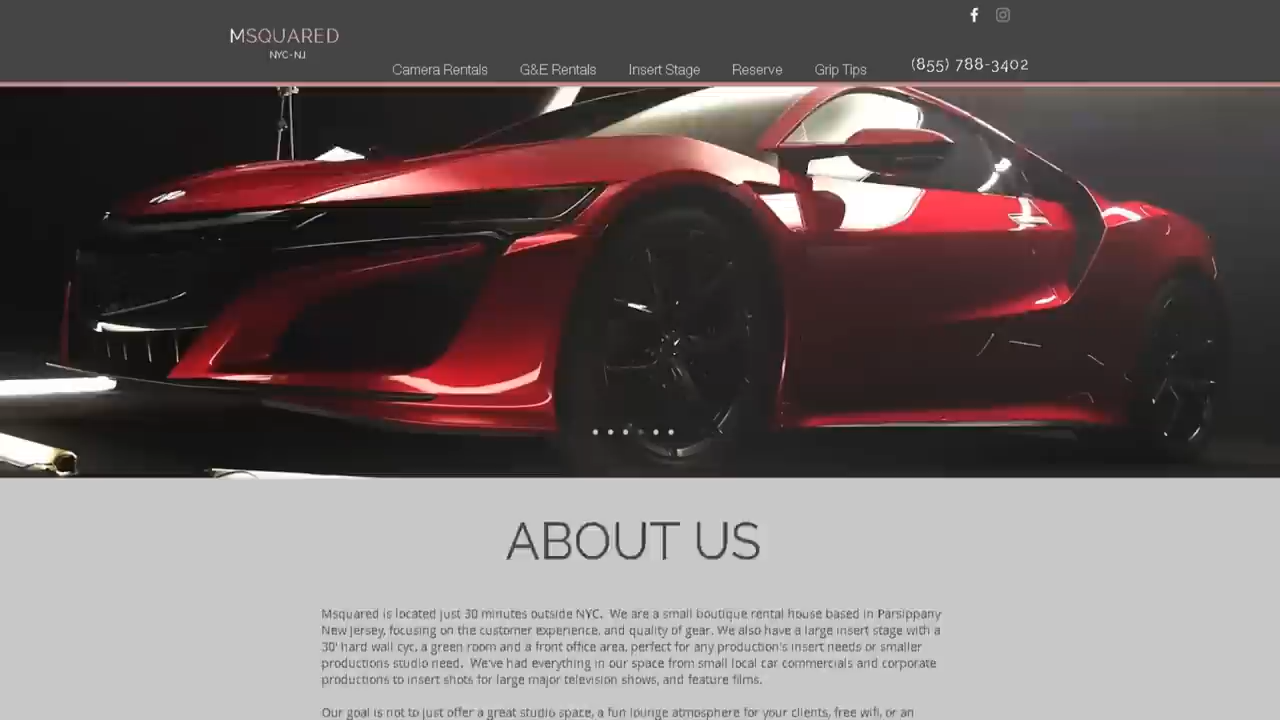 MSQUARED
NYC-NJ
Camera Rentals
G&E Rentals
Insert Stage
Reserve
Grip Tips
(855) 788-3402
ABOUT US
Msquared is located just 30 minutes outside NYC. We are a small boutique rental house based in Parsippany
New Jersey, focusing on the customer experience, and quality of gear. We also have a large insert stage with a
30' hard wall cyc, a green room and a front office area, perfect for any production's insert needs or smaller
productions studio need. We've had everything in our space from small local car commercials and corporate
productions to insert shots for large major television shows, and feature films.
Our goal is not to just offer a great studio space, a fun lounge atmosphere for your clients, free wifi, or an